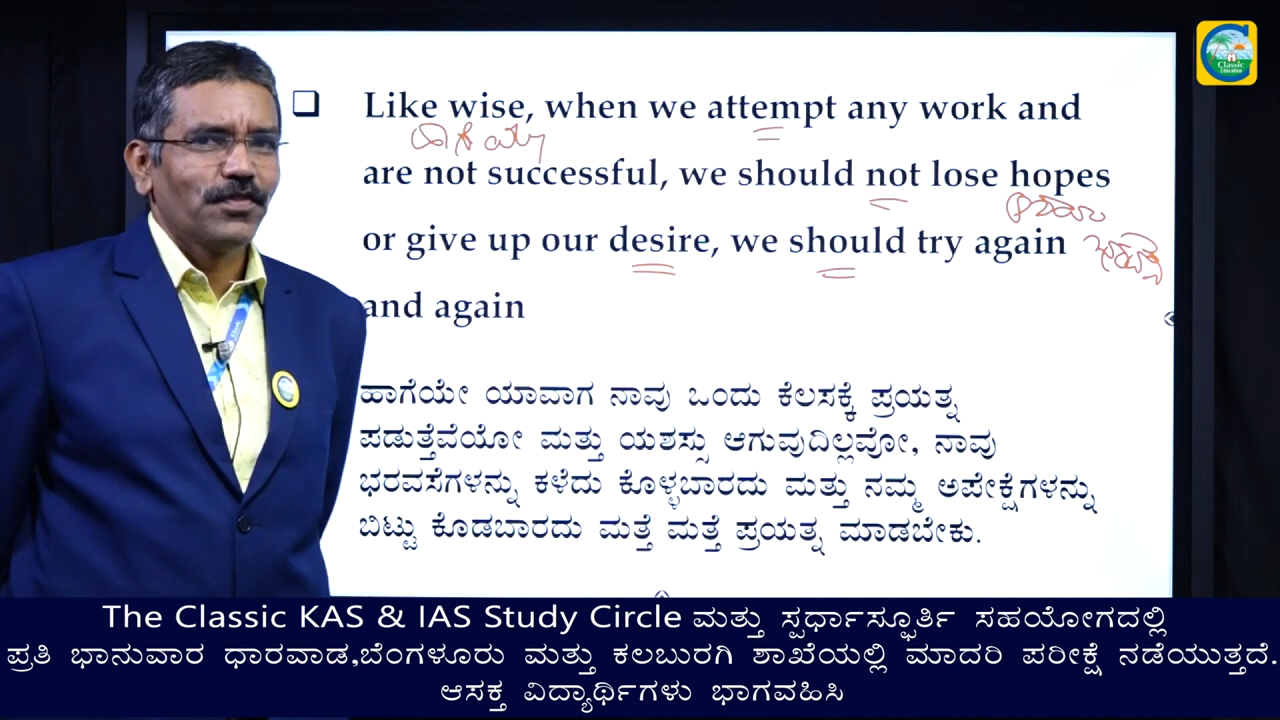 Classic
Education
Like wise, when we attempt any work and
are not successful, we should not lose hopes
or give up our desire, we should try again
and again
ಹಾಗೆಯೇ ಯಾವಾಗ ನಾವು ಒಂದು ಕೆಲಸಕ್ಕೆ ಪ್ರಯತ್ನ
ಪಡುತ್ತೆವೆಯೋ ಮತ್ತು ಯಶಸ್ಸು ಆಗುವುದಿಲ್ಲವೋ, ನಾವು
ಭರವಸೆಗಳನ್ನು ಕಳೆದು ಕೊಳ್ಳಬಾರದು ಮತ್ತು ನಮ್ಮ ಅಪೇಕ್ಷೆಗಳನ್ನು
ಬಿಟ್ಟು ಕೊಡಬಾರದು ಮತ್ತೆ ಮತ್ತೆ ಪ್ರಯತ್ನ ಮಾಡಬೇಕು.
The Classic KAS & IAS Study Circle ಮತ್ತು ಸ್ಪರ್ಧಾಸ್ಫೂರ್ತಿ ಸಹಯೋಗದಲ್ಲಿ
ಪ್ರತಿ ಭಾನುವಾರ ಧಾರವಾಡ,ಬೆಂಗಳೂರು ಮತ್ತು ಕಲಬುರಗಿ ಶಾಖೆಯಲ್ಲಿ ಮಾದರಿ ಪರೀಕ್ಷೆ ನಡೆಯುತ್ತದೆ.
ಆಸಕ್ತ ವಿದ್ಯಾರ್ಥಿಗಳು ಭಾಗವಹಿಸಿ